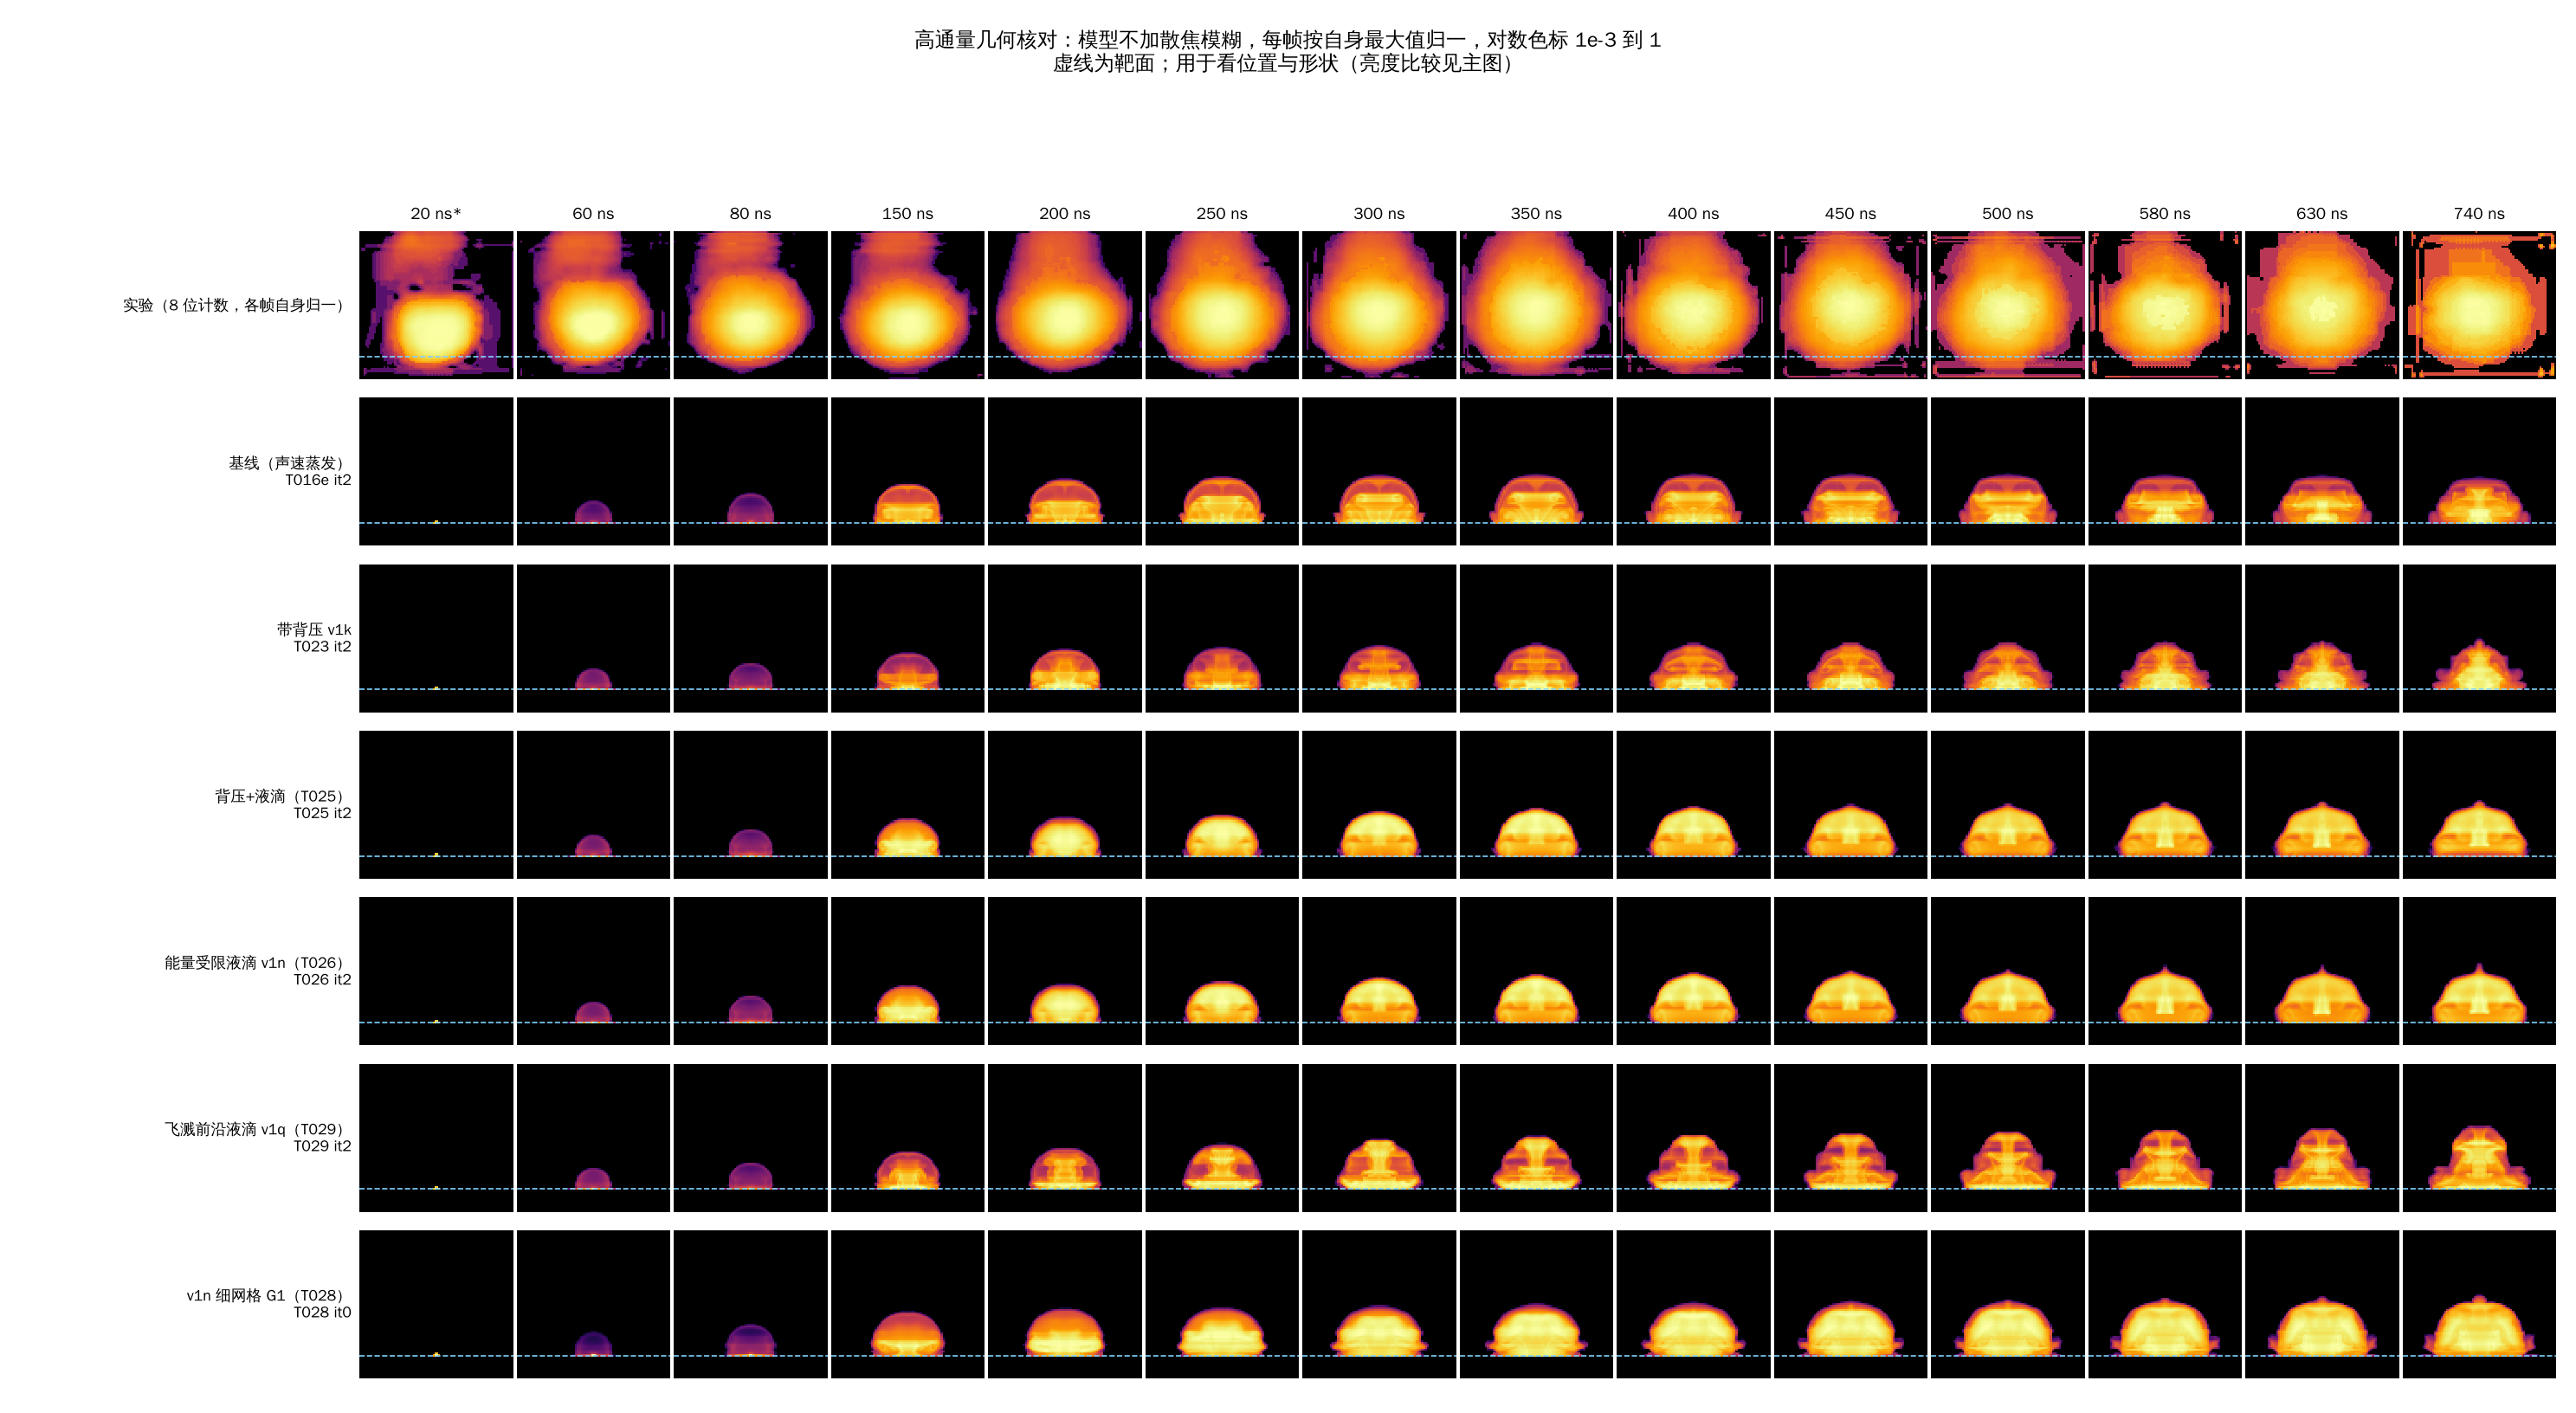 高通量几何核对：模型不加散焦模糊，每帧按自身最大值归一，对数色标 1e-3 到 1
虚线为靶面；用于看位置与形状（亮度比较见主图）
20 ns* 60 ns 80 ns 150 ns 200 ns 250 ns 300 ns 350 ns 400 ns 450 ns 500 ns 580 ns 630 ns 740 ns
实验（8 位计数，各帧自身归一）
基线（声速蒸发）
T016e it2
带背压 v1k
T023 it2
背压+液滴（T025）
T025 it2
能量受限液滴 v1n（T026）
T026 it2
飞溅前沿液滴 v1q（T029）
T029 it2
v1n 细网格 G1（T028）
T028 it0